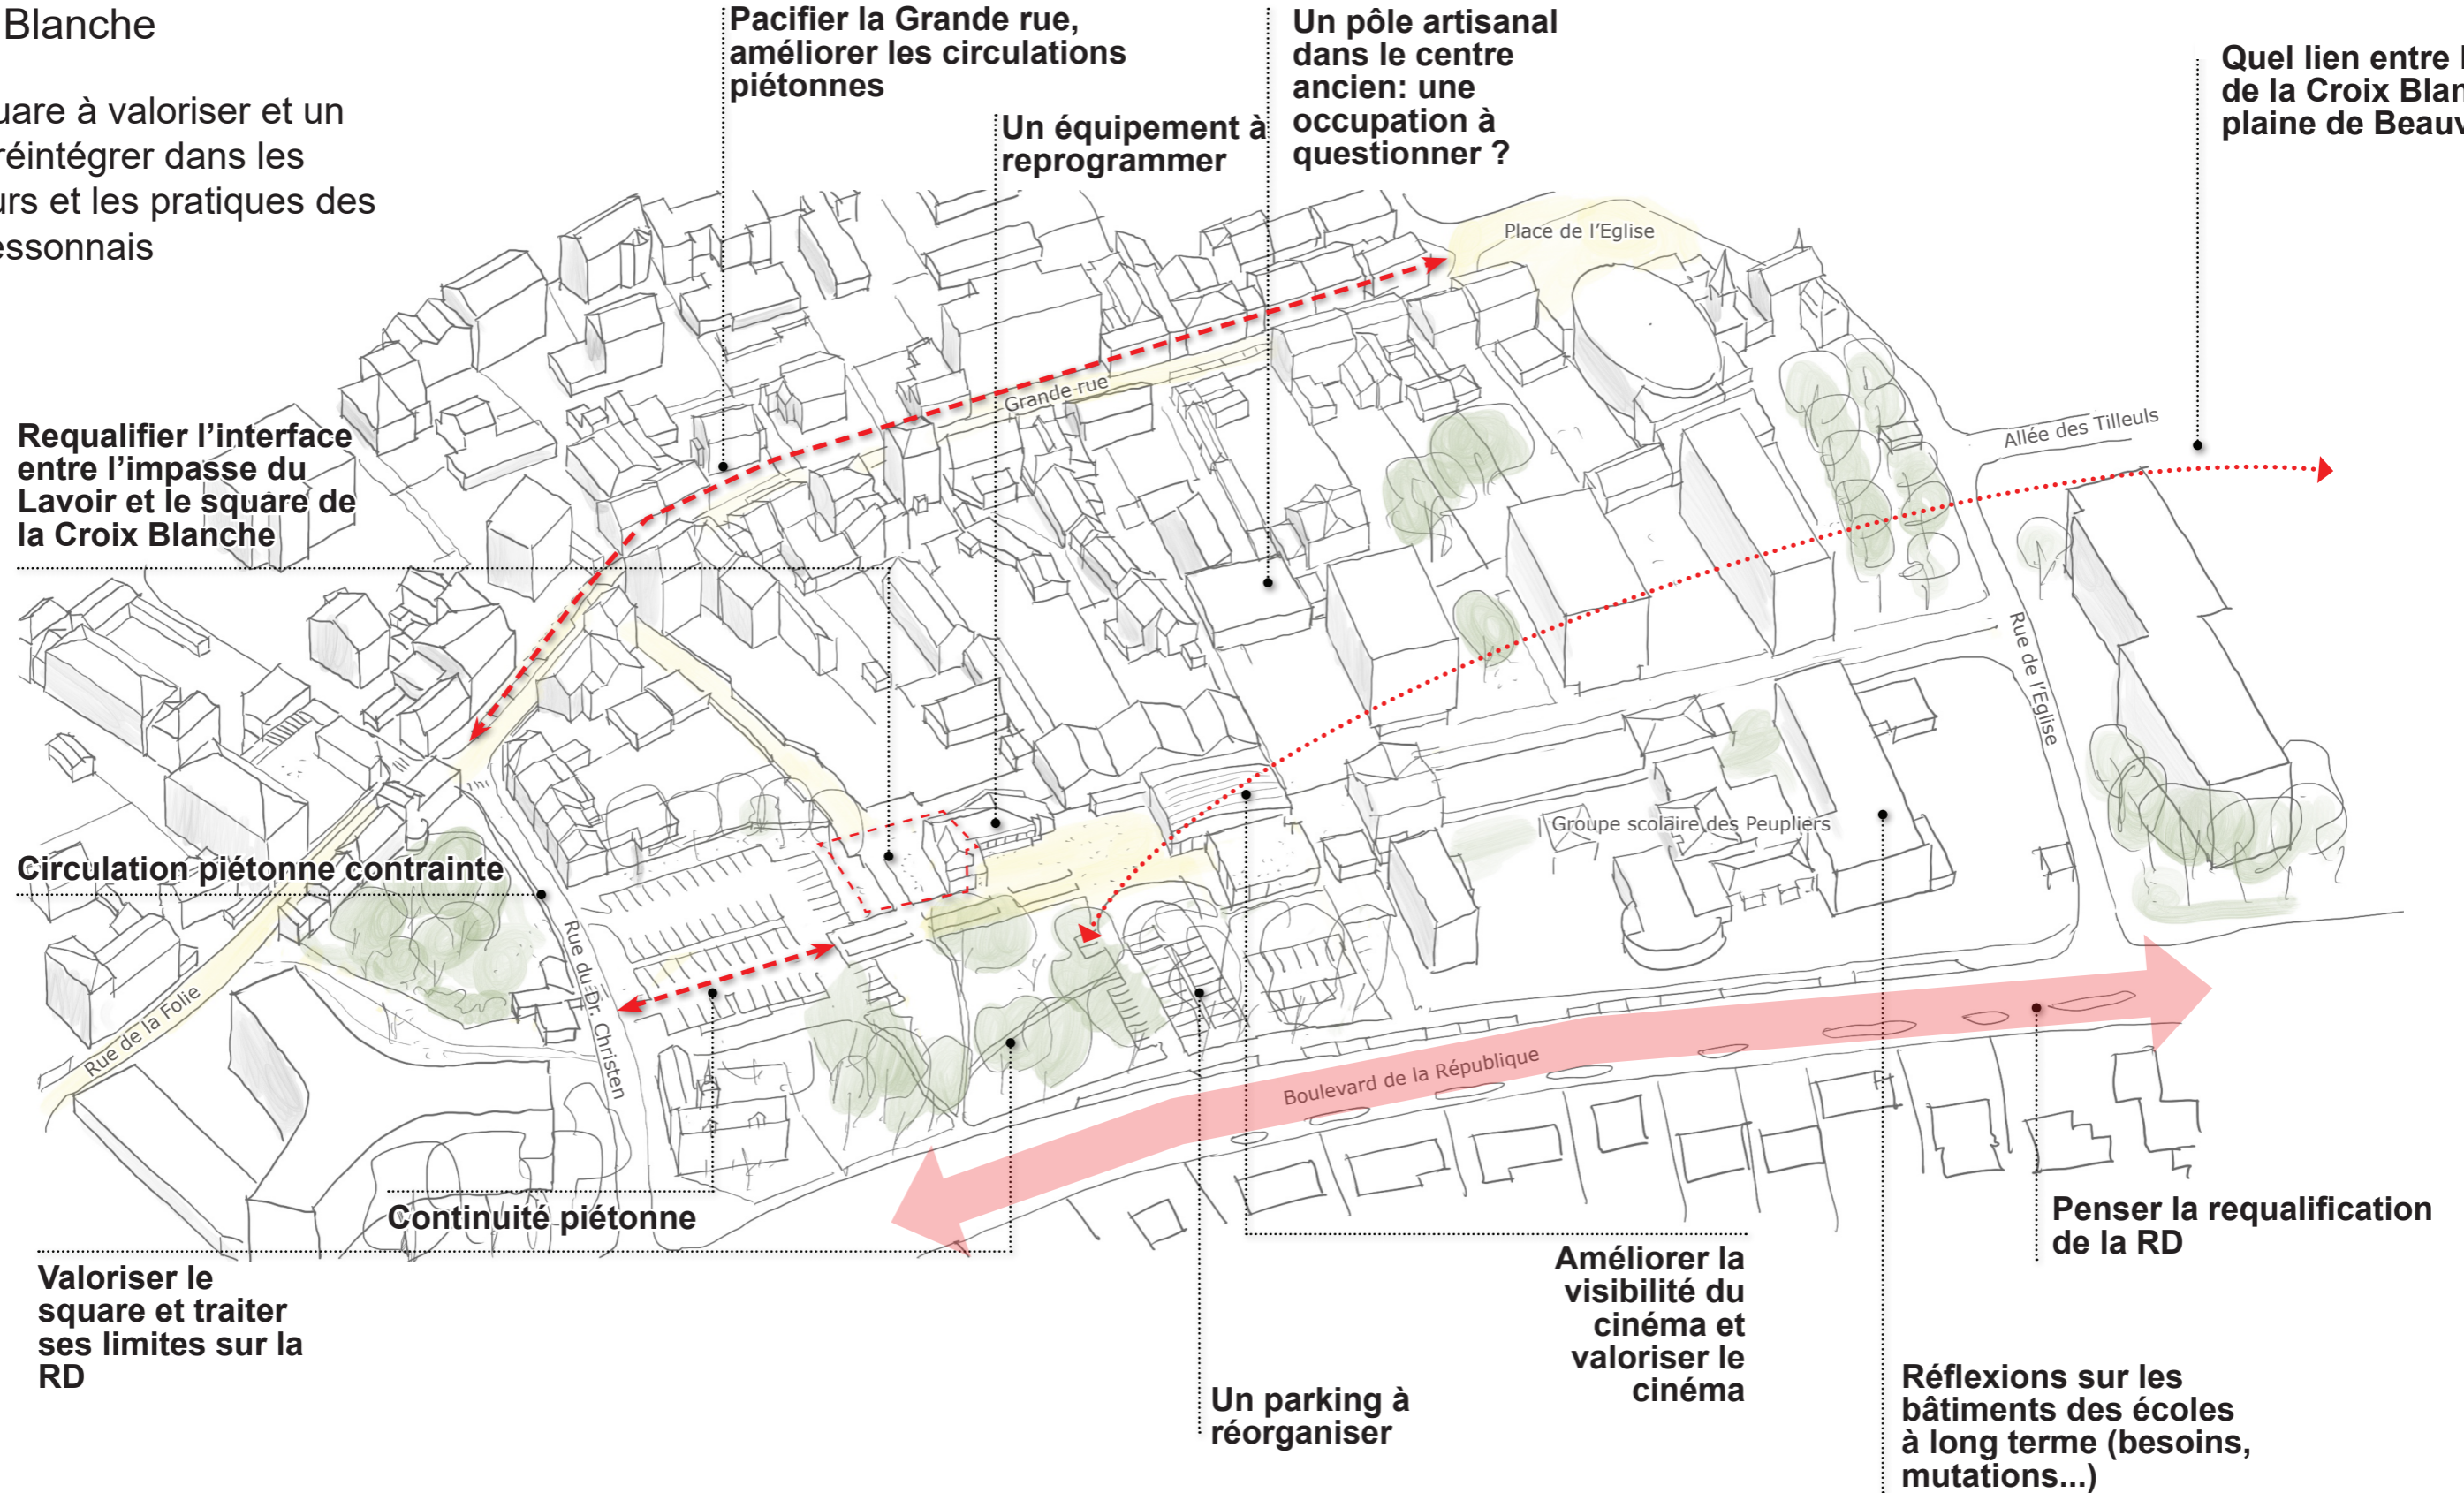 Blanche
uare à valoriser et un
réintégrer dans les
urs et les pratiques des
essonnais
Pacifier la Grande rue,
améliorer les circulations
piétonnes
Un équipement à
reprogrammer
Un pôle artisanal
dans le centre
ancien: une
occupation à
questionner ?
Quel lien entre l
de la Croix Blan
plaine de Beauv
Place de l'Eglise
Grande rue
Allée des Tilleuls
Requalifier l'interface
entre l'impasse du
Lavoir et le square de
la Croix Blanche
Rue de l'Eglise
Groupe scolaire des Peupliers
Circulation piétonne contrainte
Rue du Dr. Christen
Rue de la Folie
Boulevard de la République
Continuité piétonne
Valoriser le
square et traiter
ses limites sur la
RD
Penser la requalification
de la RD
Améliorer la
visibilité du
cinéma et
valoriser le
cinéma
Un parking à
réorganiser
Réflexions sur les
bâtiments des écoles
à long terme (besoins,
mutations...)